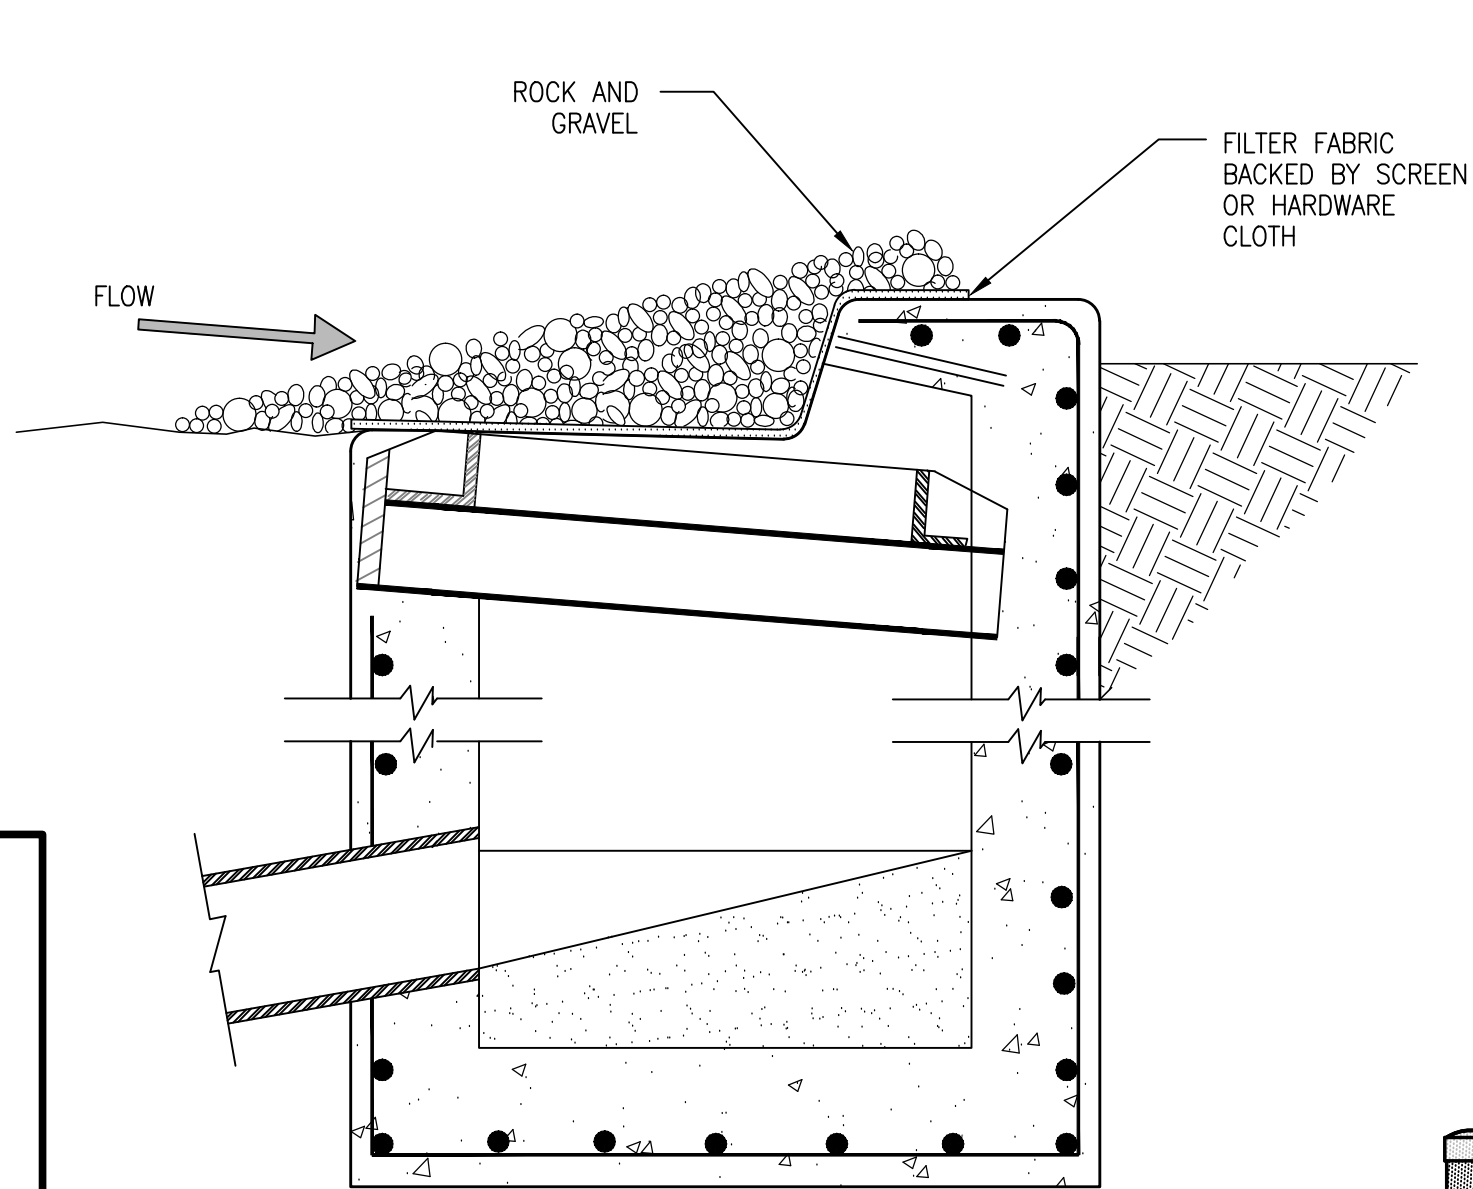 ROCK AND
GRAVEL
FILTER FABRIC
BACKED BY SCREEN
OR HARDWARE
CLOTH
FLOW